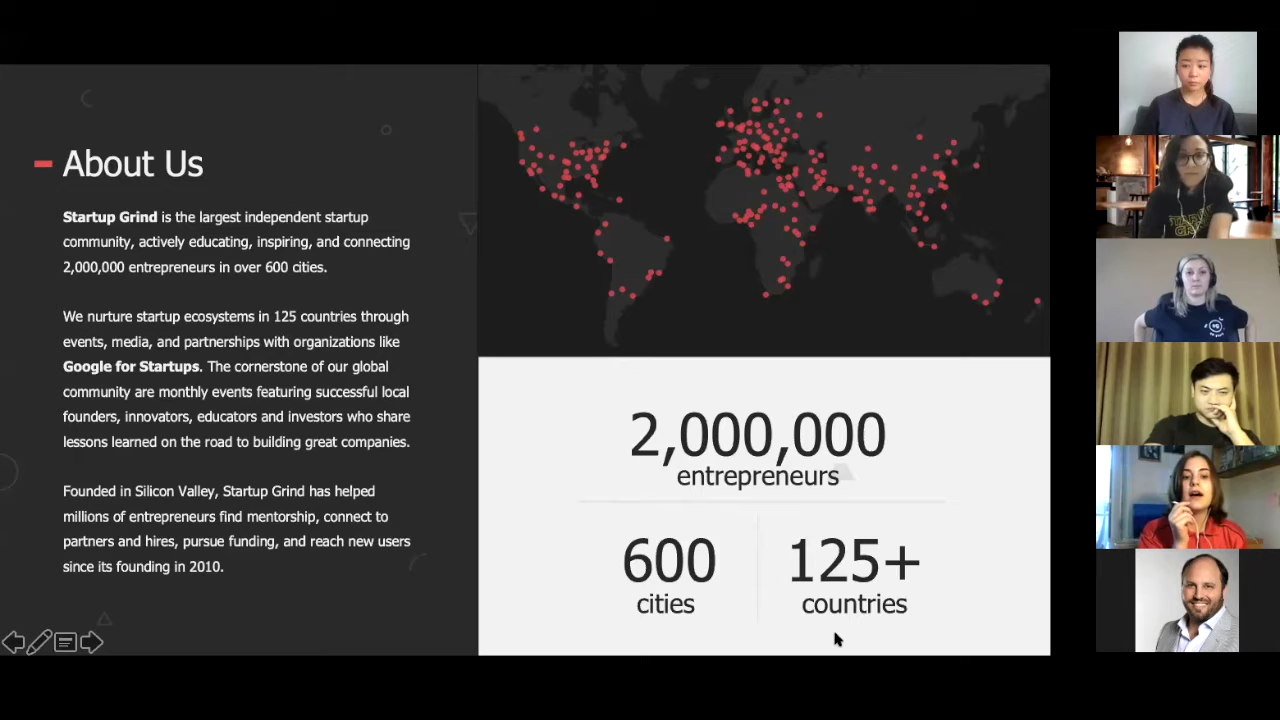 About Us
Startup Grind is the largest independent startup
community, actively educating, inspiring, and connecting
2,000,000 entrepreneurs in over 600 cities.
We nurture startup ecosystems in 125 countries through
events, media, and partnerships with organizations like
Google for Startups. The cornerstone of our global
community are monthly events featuring successful local
founders, innovators, educators and investors who share
lessons learned on the road to building great companies.
Founded in Silicon Valley, Startup Grind has helped
millions of entrepreneurs find mentorship, connect to
partners and hires, pursue funding, and reach new users
since its founding in 2010.
2,000,000
entrepreneurs
600
cities
125+
countries